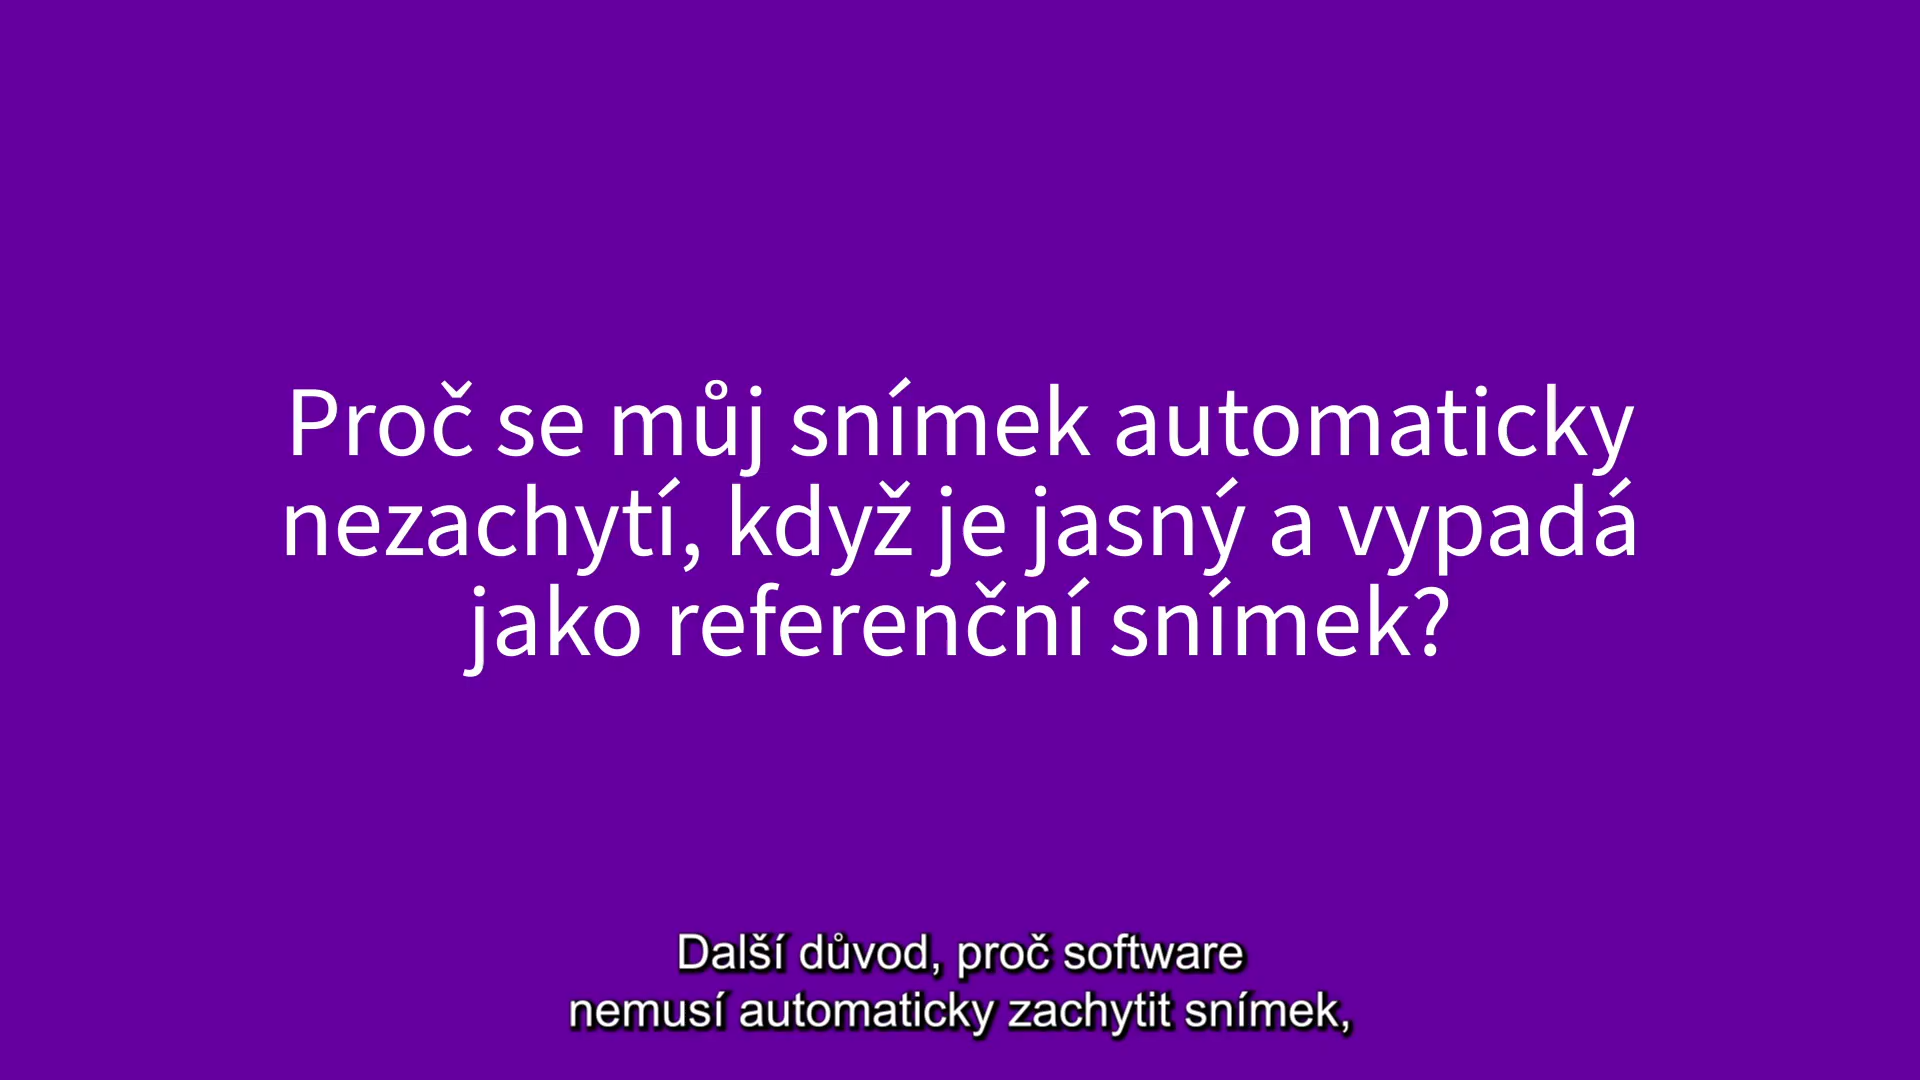 Proč se můj snímek automaticky
nezachytí, když je jasný a vypadá
jako referenční snímek?
Další důvod, proč software
nemusí automaticky zachytit snímek,